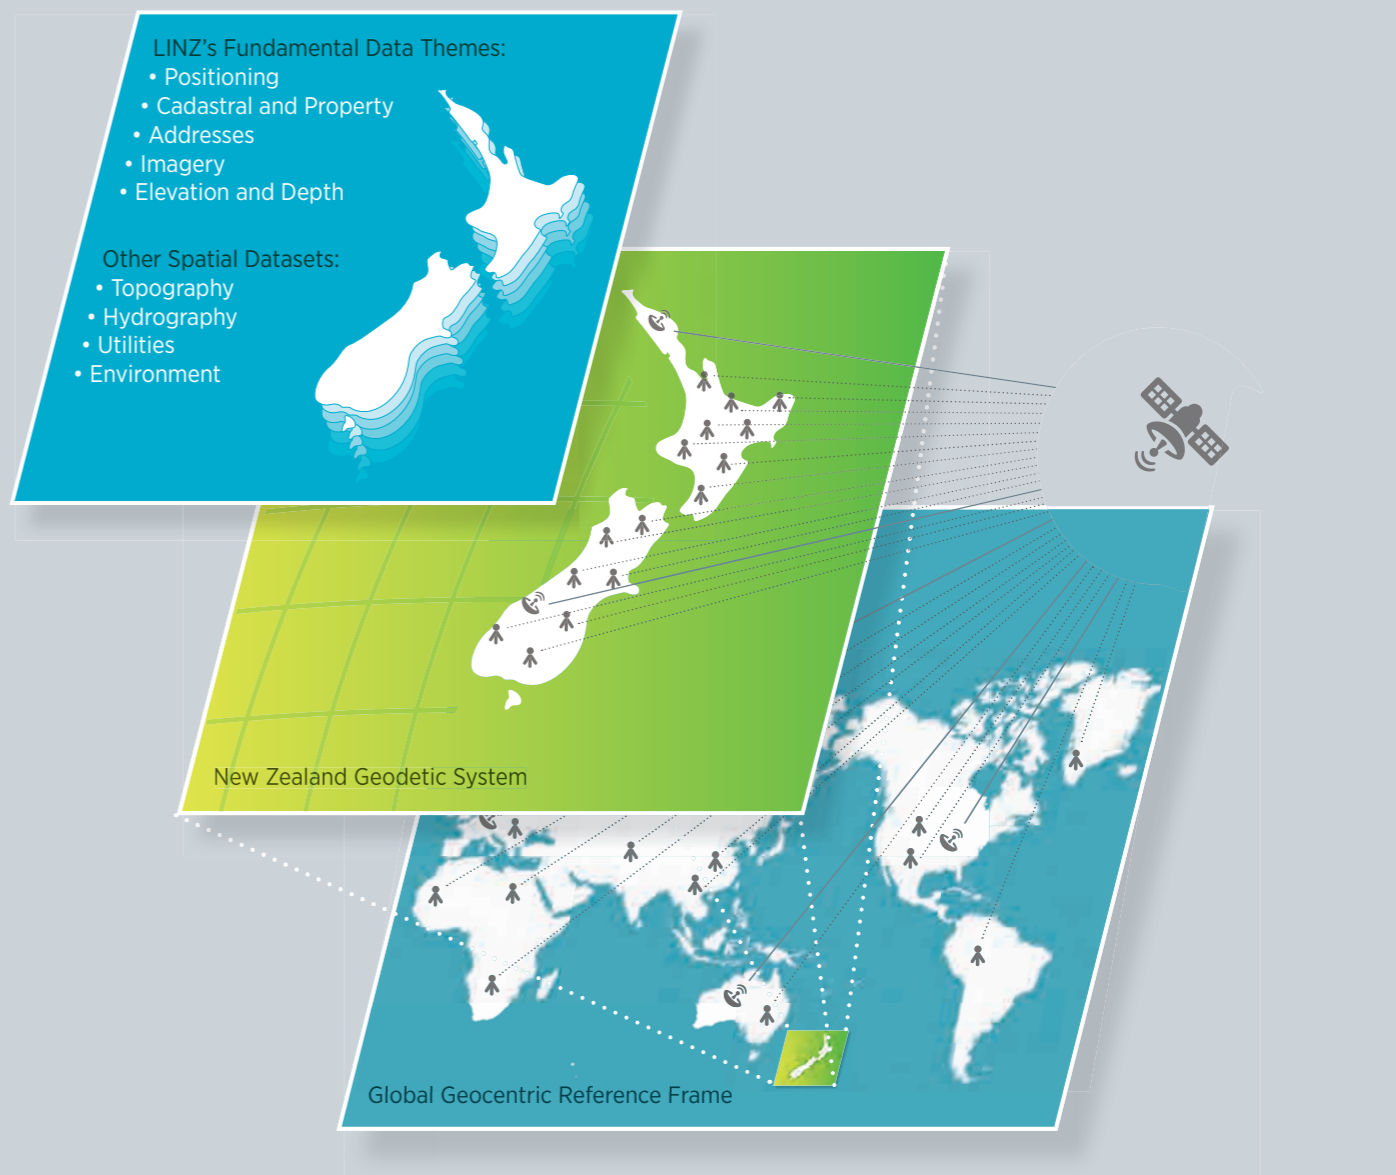 LINZ's Fundamental Data Themes:
• Positioning
• Cadastral and Property
• Addresses
• Imagery
• Elevation and Depth
Other Spatial Datasets:
• Topography
• Hydrography
• Utilities
• Environment
New Zealand Geodetic System
Global Geocentric Reference Frame